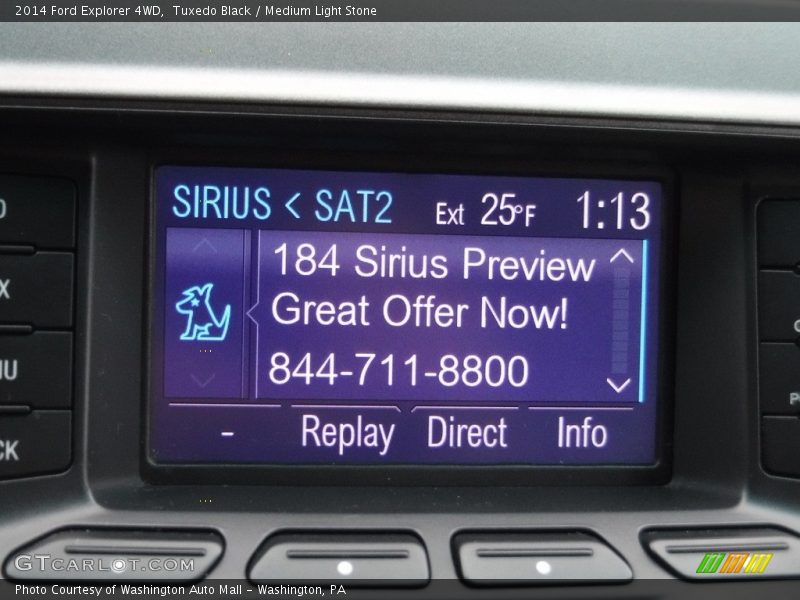 2014 Ford Explorer 4WD,  Tuxedo Black / Medium Light Stone
SIRIUS < SAT2 Ext 25°F 1:13
184 Sirius Preview
Great Offer Now!
844-711-8800
- Replay Direct Info
GTCARLOT.COM
Photo Courtesy of Washington Auto Mall – Washington, PA